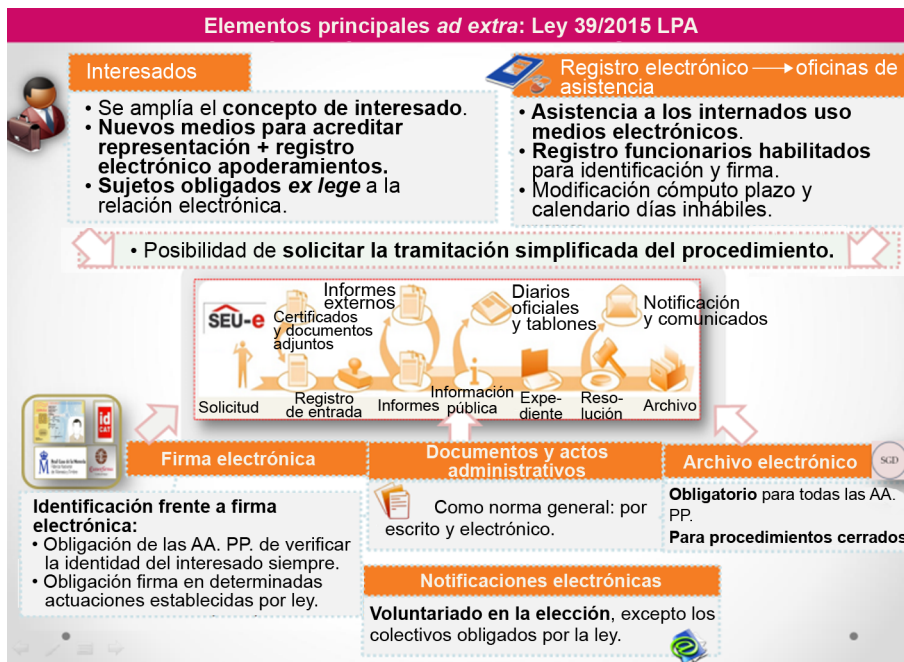 Elementos principales ad extra: Ley 39/2015 LPA
Interesados
• Se amplía el concepto de interesado.
• Nuevos medios para acreditar
representación + registro
electrónico apoderamientos.
• Sujetos obligados ex lege a la
relación electrónica.
Registro electrónico → oficinas de
asistencia
• Asistencia a los internados uso
medios electrónicos.
• Registro funcionarios habilitados
para identificación y firma.
• Modificación cómputo plazo y
calendario días inhábiles.
• Posibilidad de solicitar la tramitación simplificada del procedimiento.
SEU-e
Certificados
y documentos
adjuntos
Informes
externos
Diarios
oficiales
y tablones
Notificación
y comunicados
Solicitud
Registro
de entrada
Informes
Información
pública
Expe-
diente
Reso-
lución
Archivo
idCAT
Firma electrónica
Identificación frente a firma
electrónica:
• Obligación de las AA. PP. de verificar
la identidad del interesado siempre.
• Obligación firma en determinadas
actuaciones establecidas por ley.
Documentos y actos
administrativos
Como norma general: por
escrito y electrónico.
Archivo electrónico
SGD
Obligatorio para todas las AA.
PP.
Para procedimientos cerrados
Notificaciones electrónicas
Voluntariado en la elección, excepto los
colectivos obligados por la ley.